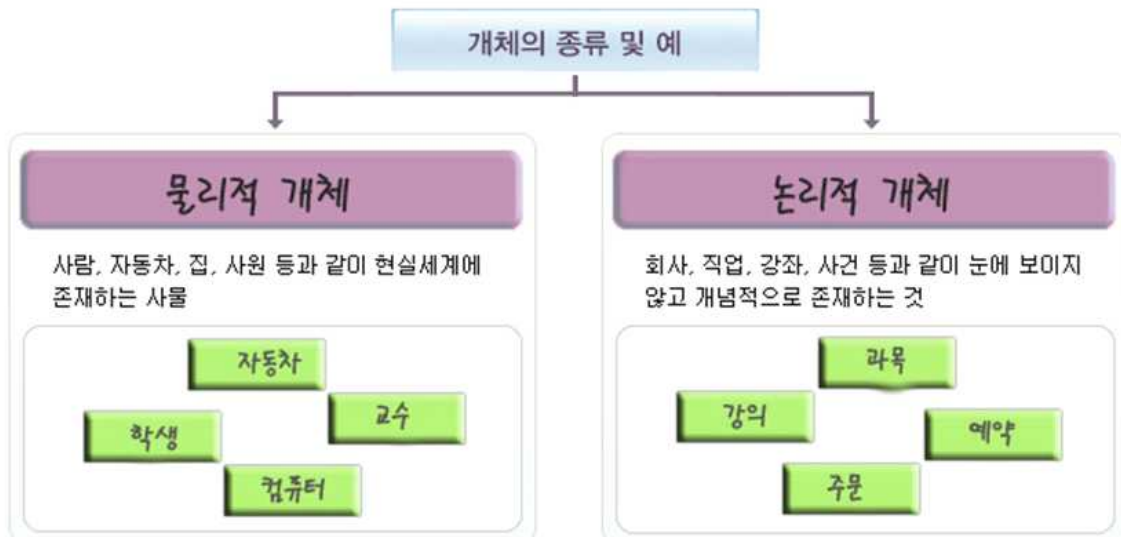 개체의 종류 및 예
물리적 개체
사람, 자동차, 집, 사원 등과 같이 현실세계에
존재하는 사물
자동차
교수
학생
컴퓨터
논리적 개체
회사, 직업, 강좌, 사건 등과 같이 눈에 보이지
않고 개념적으로 존재하는 것
과목
강의
예약
주문